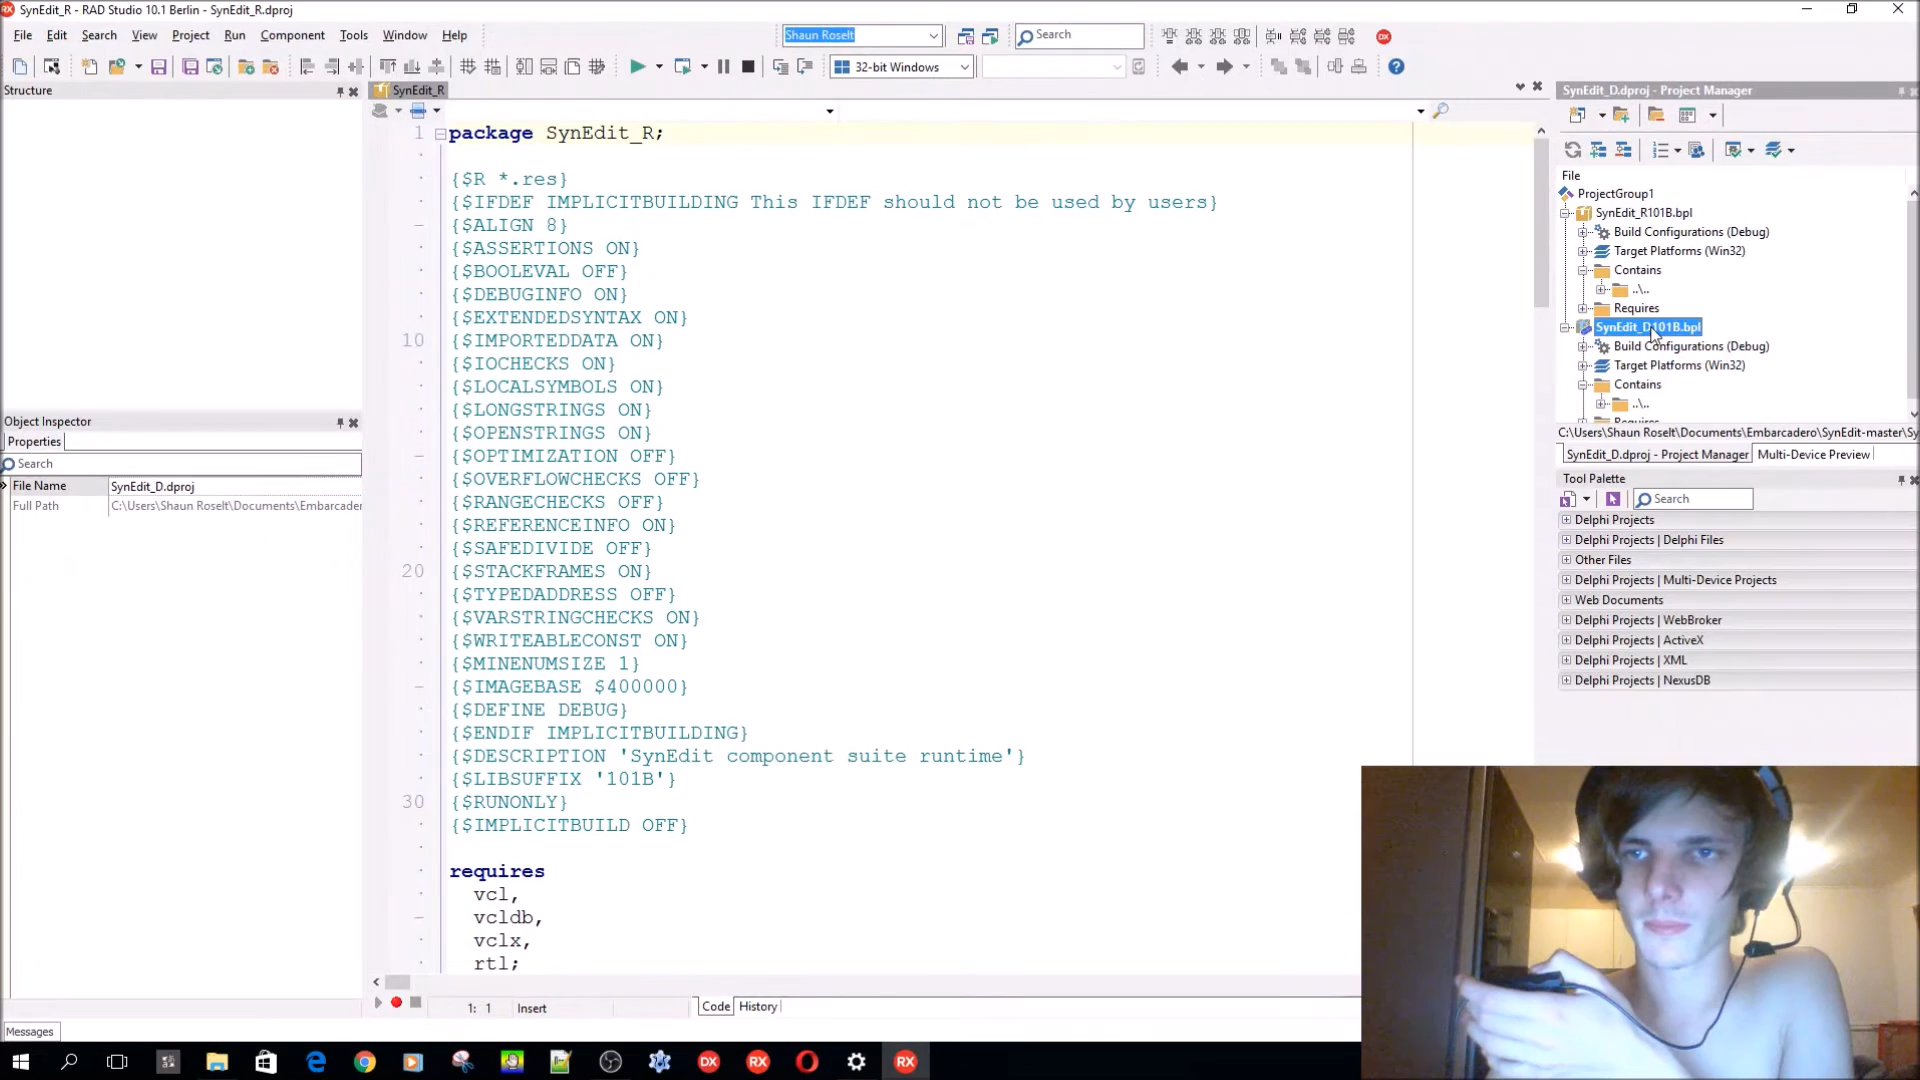 SynEdit_R - RAD Studio 10.1 Berlin - SynEdit_R.dproj
File Edit Search View Project Run Component Tools Window Help
Shaun Roselt
Search
32-bit Windows
Structure
SynEdit_R
1 package SynEdit_R;
{$R *.res}
{$IFDEF IMPLICITBUILDING This IFDEF should not be used by users}
{$ALIGN 8}
{$ASSERTIONS ON}
{$BOOLEVAL OFF}
{$DEBUGINFO ON}
{$EXTENDEDSYNTAX ON}
10 {$IMPORTEDDATA ON}
{$IOCHECKS ON}
{$LOCALSYMBOLS ON}
{$LONGSTRINGS ON}
{$OPENSTRINGS ON}
{$OPTIMIZATION OFF}
{$OVERFLOWCHECKS OFF}
{$RANGECHECKS OFF}
{$REFERENCEINFO ON}
{$SAFEDIVIDE OFF}
20 {$STACKFRAMES ON}
{$TYPEDADDRESS OFF}
{$VARSTRINGCHECKS ON}
{$WRITEABLECONST ON}
{$MINENUMSIZE 1}
{$IMAGEBASE $400000}
{$DEFINE DEBUG}
{$ENDIF IMPLICITBUILDING}
{$DESCRIPTION 'SynEdit component suite runtime'}
{$LIBSUFFIX '101B'}
30 {$RUNONLY}
{$IMPLICITBUILD OFF}
requires
vcl,
vcldb,
vclx,
rtl;
1: 1 Insert
Code History
Object Inspector
Properties
Search
File Name SynEdit_D.dproj
Full Path C:\Users\Shaun Roselt\Documents\Embarcader
Messages
SynEdit_D.dproj - Project Manager
File
ProjectGroup1
SynEdit_R101B.bpl
Build Configurations (Debug)
Target Platforms (Win32)
Contains
..\..
Requires
SynEdit_D101B.bpl
Build Configurations (Debug)
Target Platforms (Win32)
Contains
..\..
Requires
C:\Users\Shaun Roselt\Documents\Embarcadero\SynEdit-master\Sy
SynEdit_D.dproj - Project Manager Multi-Device Preview
Tool Palette
Search
Delphi Projects
Delphi Projects | Delphi Files
Other Files
Delphi Projects | Multi-Device Projects
Web Documents
Delphi Projects | WebBroker
Delphi Projects | ActiveX
Delphi Projects | XML
Delphi Projects | NexusDB
DX RX RX